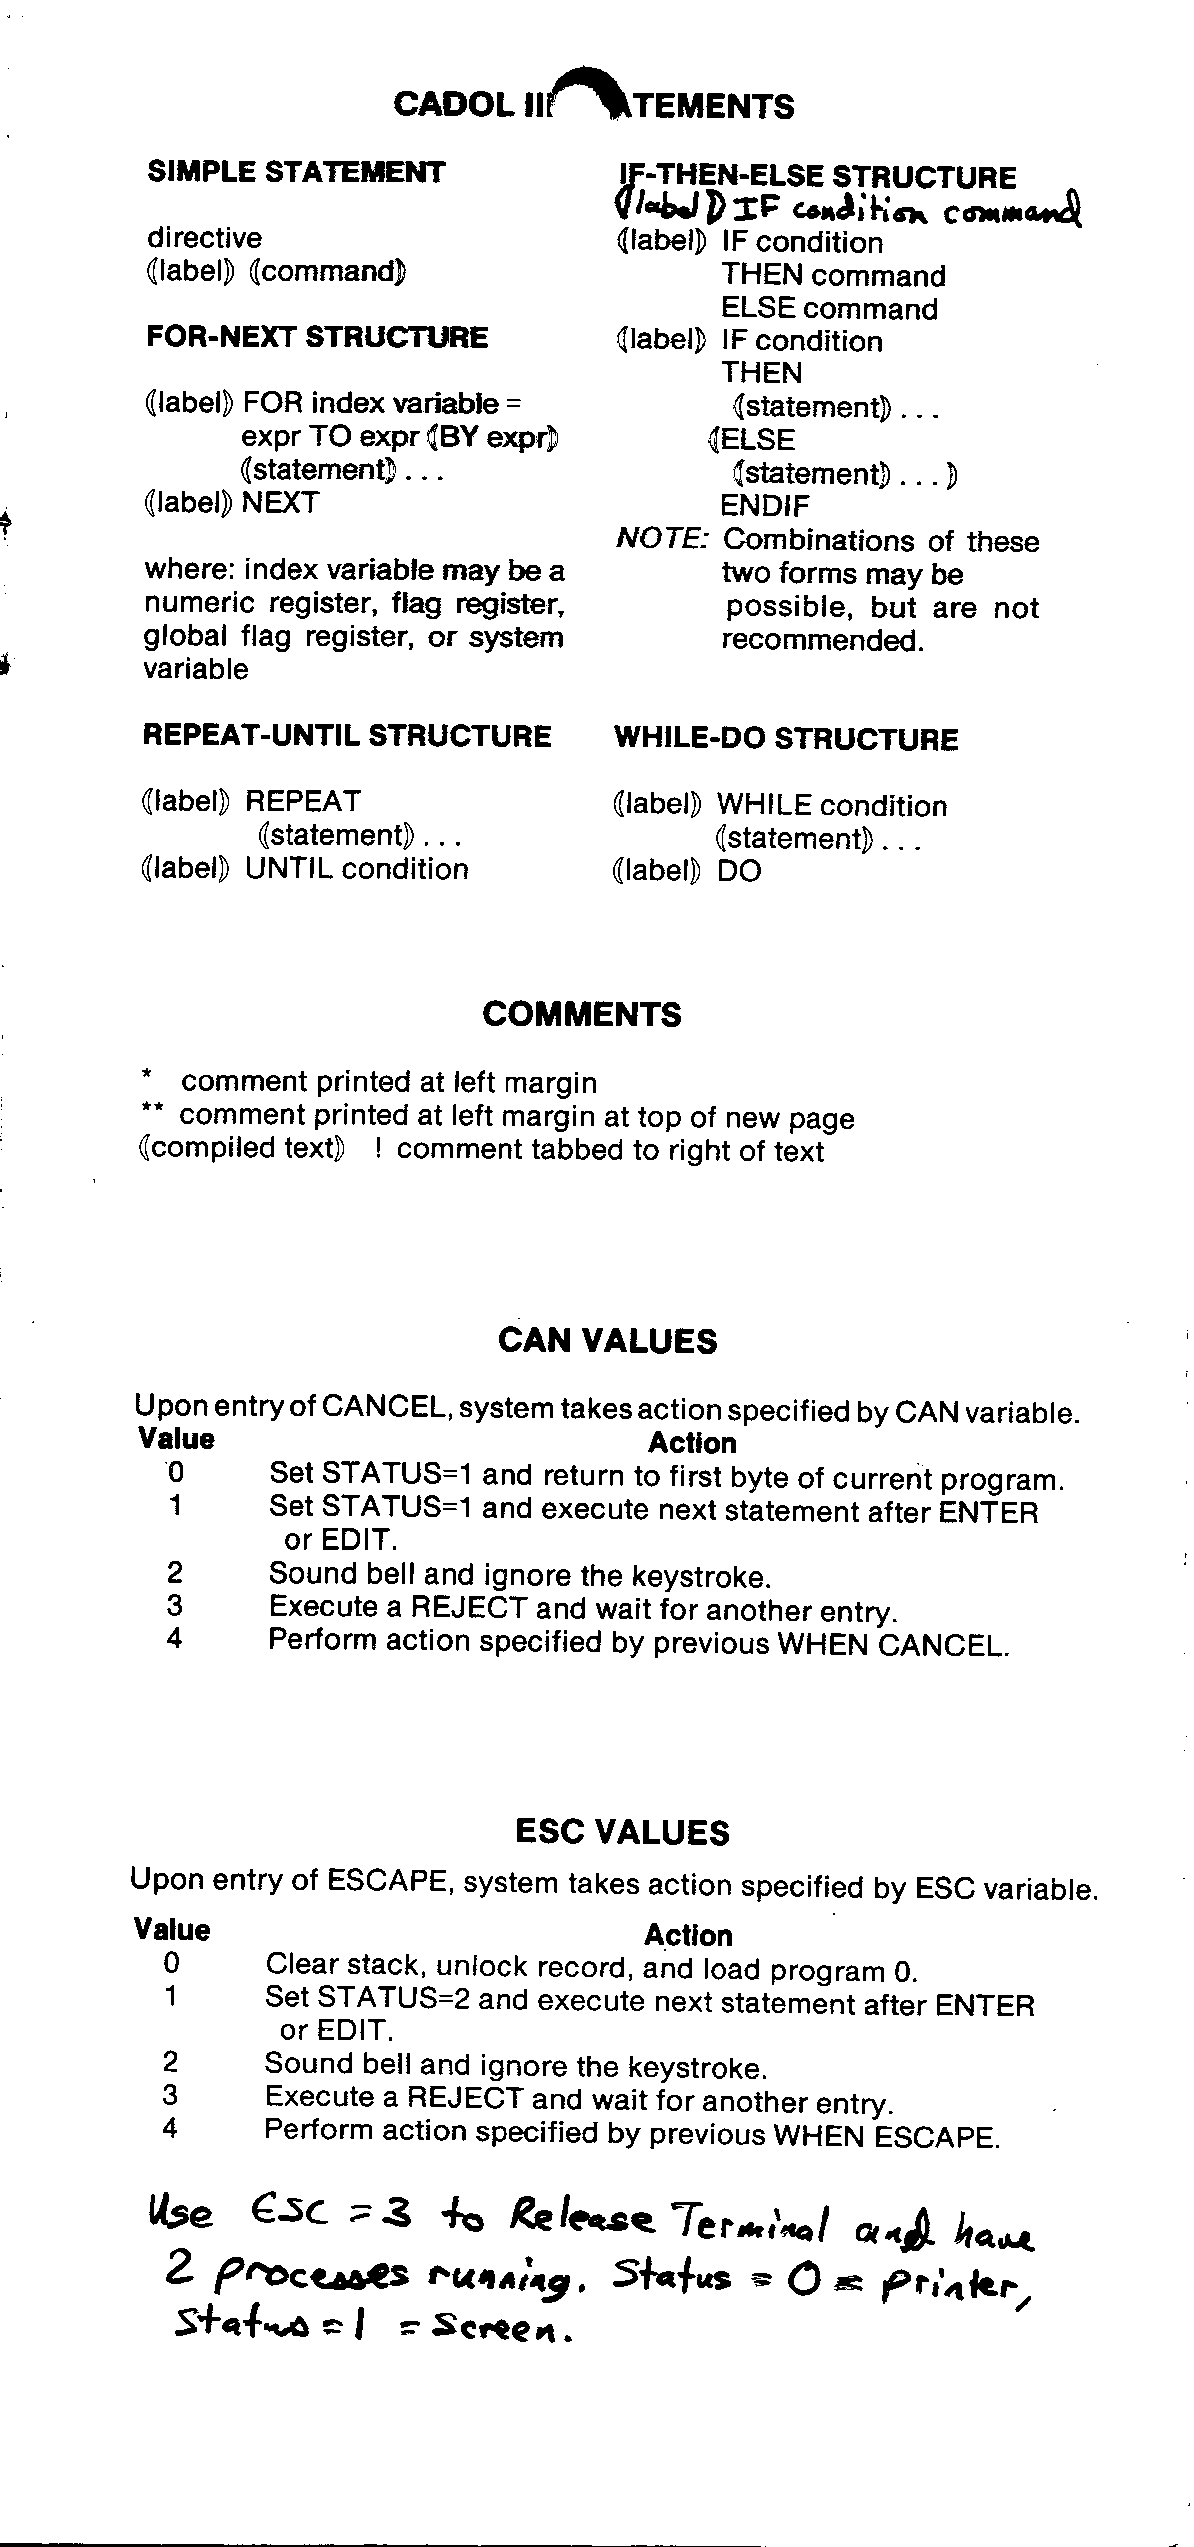 CADOL III TEMENTS
SIMPLE STATEMENT
directive
⟬label⟭ ⟬command⟭
FOR-NEXT STRUCTURE
⟬label⟭ FOR index variable =
expr TO expr ⟬BY expr⟭
⟬statement⟭ . . .
⟬label⟭ NEXT
where: index variable may be a
numeric register, flag register,
global flag register, or system
variable
IF-THEN-ELSE STRUCTURE
⟬label⟭ IF condition command
⟬label⟭ IF condition
THEN command
ELSE command
⟬label⟭ IF condition
THEN
⟬statement⟭ . . .
⟬ELSE
⟬statement⟭ . . . ⟭
ENDIF
NOTE: Combinations of these
two forms may be
possible, but are not
recommended.
REPEAT-UNTIL STRUCTURE
⟬label⟭ REPEAT
⟬statement⟭ . . .
⟬label⟭ UNTIL condition
WHILE-DO STRUCTURE
⟬label⟭ WHILE condition
⟬statement⟭ . . .
⟬label⟭ DO
COMMENTS
* comment printed at left margin
** comment printed at left margin at top of new page
⟬compiled text⟭ ! comment tabbed to right of text
CAN VALUES
Upon entry of CANCEL, system takes action specified by CAN variable.
Value Action
0 Set STATUS=1 and return to first byte of current program.
1 Set STATUS=1 and execute next statement after ENTER
or EDIT.
2 Sound bell and ignore the keystroke.
3 Execute a REJECT and wait for another entry.
4 Perform action specified by previous WHEN CANCEL.
ESC VALUES
Upon entry of ESCAPE, system takes action specified by ESC variable.
Value Action
0 Clear stack, unlock record, and load program 0.
1 Set STATUS=2 and execute next statement after ENTER
or EDIT.
2 Sound bell and ignore the keystroke.
3 Execute a REJECT and wait for another entry.
4 Perform action specified by previous WHEN ESCAPE.
Use ESC = 3 to Release Terminal and have
2 processes running. Status = 0 = printer,
Status = 1 = Screen.